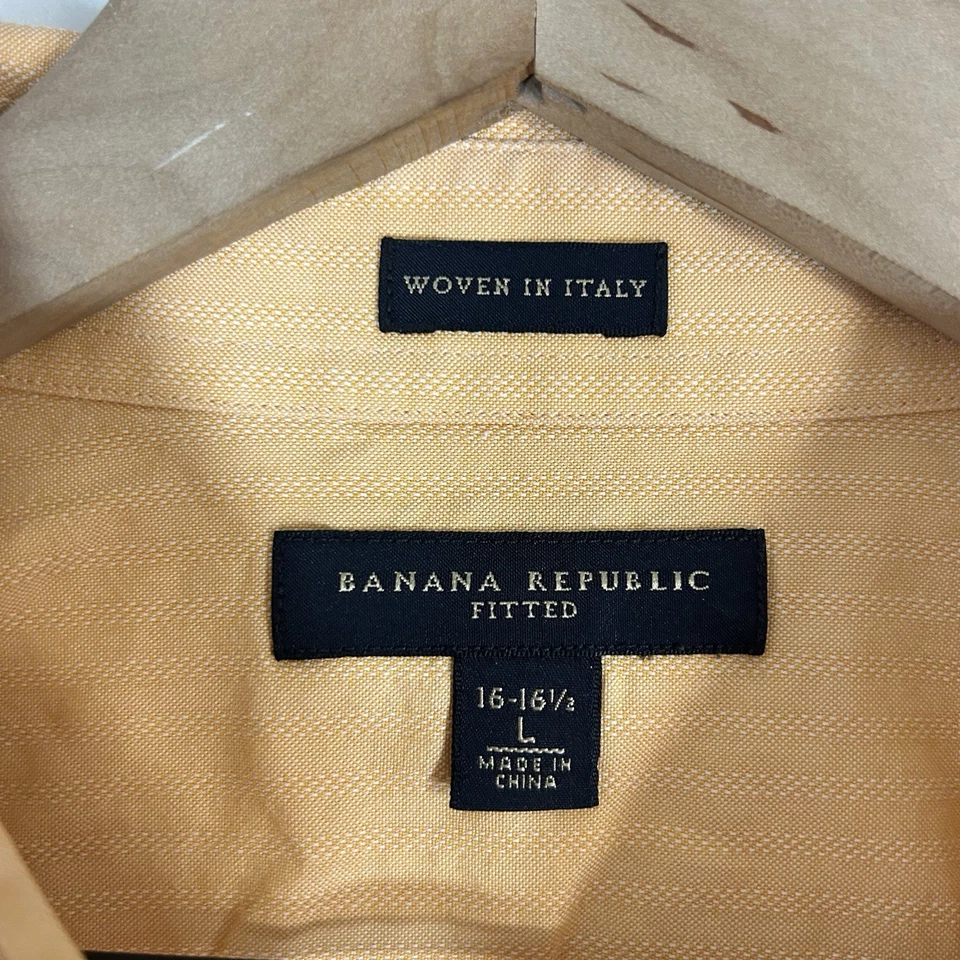 WOVEN IN ITALY
BANANA REPUBLIC
FITTED
16-16½
L
MADE IN
CHINA